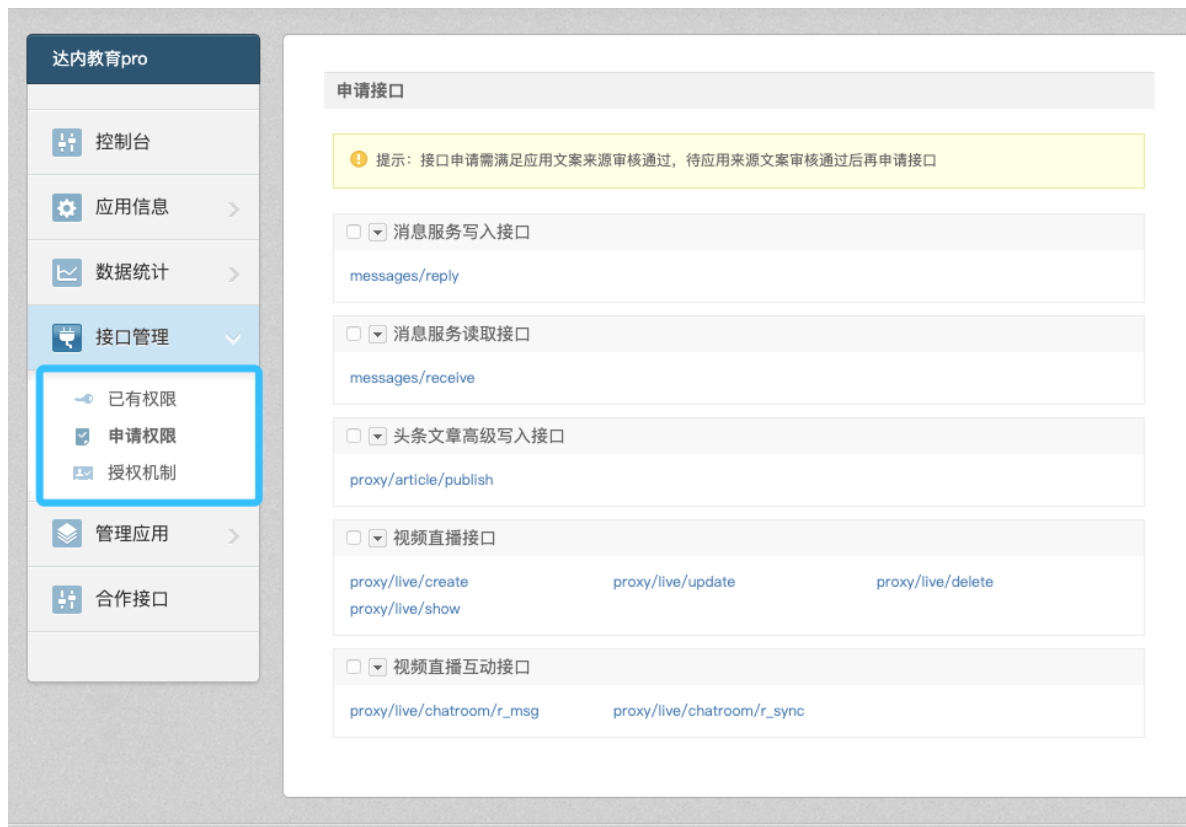 达内教育pro
控制台
应用信息
数据统计
接口管理
已有权限
申请权限
授权机制
管理应用
合作接口
申请接口
提示：接口申请需满足应用文案来源审核通过，待应用来源文案审核通过后再申请接口
消息服务写入接口
messages/reply
消息服务读取接口
messages/receive
头条文章高级写入接口
proxy/article/publish
视频直播接口
proxy/live/create proxy/live/update proxy/live/delete
proxy/live/show
视频直播互动接口
proxy/live/chatroom/r_msg proxy/live/chatroom/r_sync